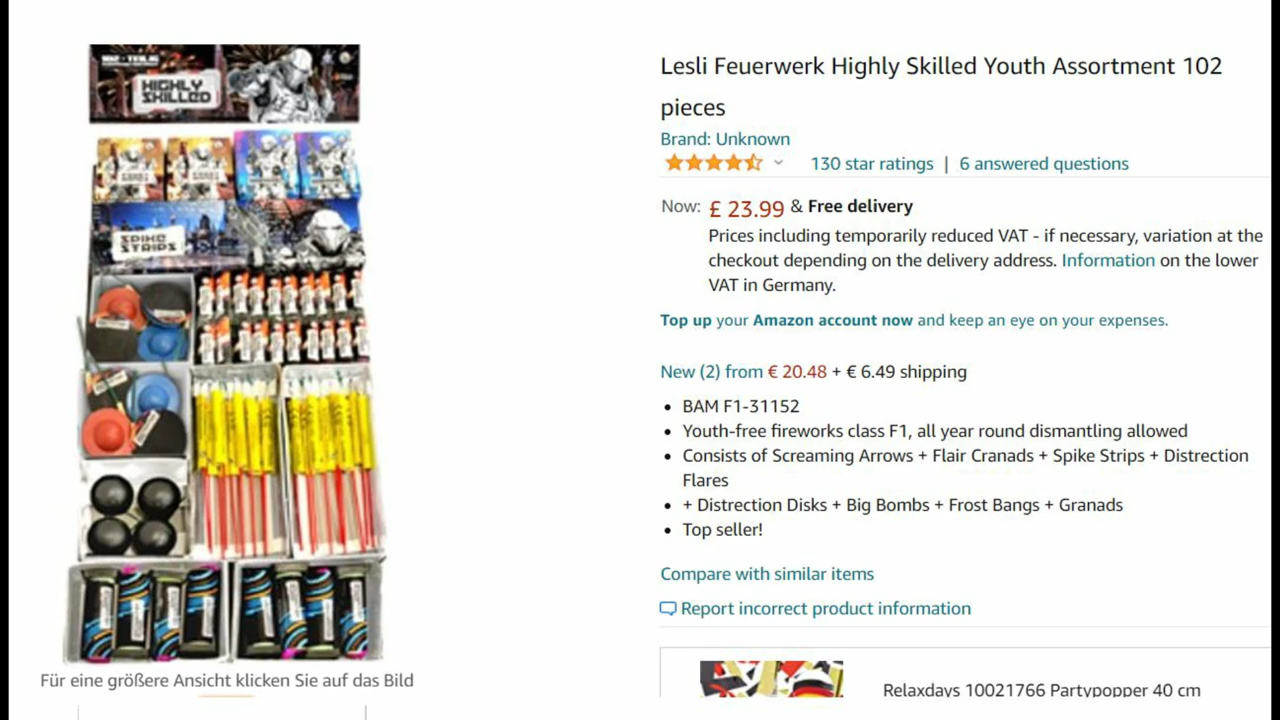 HIGHLY
SKILLED
SPIKE
STRIPS
Für eine größere Ansicht klicken Sie auf das Bild
Lesli Feuerwerk Highly Skilled Youth Assortment 102
pieces
Brand: Unknown
130 star ratings | 6 answered questions
Now: £ 23.99 & Free delivery
Prices including temporarily reduced VAT - if necessary, variation at the
checkout depending on the delivery address. Information on the lower
VAT in Germany.
Top up your Amazon account now and keep an eye on your expenses.
New (2) from € 20.48 + € 6.49 shipping
• BAM F1-31152
• Youth-free fireworks class F1, all year round dismantling allowed
• Consists of Screaming Arrows + Flair Cranads + Spike Strips + Distrection
Flares
• + Distrection Disks + Big Bombs + Frost Bangs + Granads
• Top seller!
Compare with similar items
Report incorrect product information
Relaxdays 10021766 Partypopper 40 cm